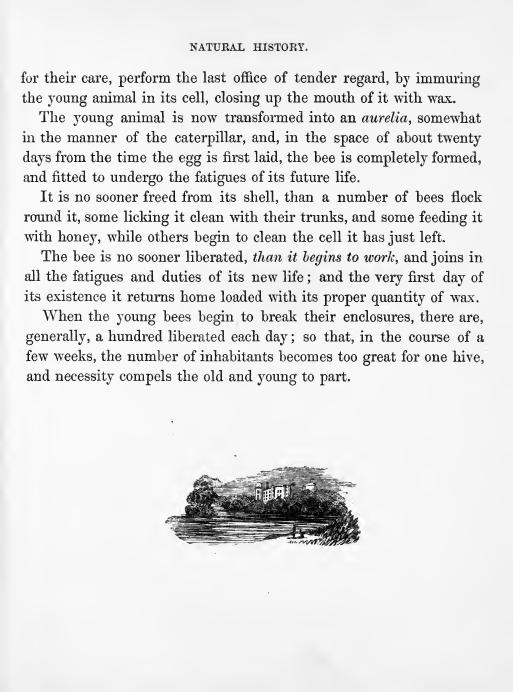 NATURAL HISTORY.
for their care, perform the last office of tender regard, by immuring
the young animal in its cell, closing up the mouth of it with wax.
The young animal is now transformed into an aurelia, somewhat
in the manner of the caterpillar, and, in the space of about twenty
days from the time the egg is first laid, the bee is completely formed,
and fitted to undergo the fatigues of its future life.
It is no sooner freed from its shell, than a number of bees flock
round it, some licking it clean with their trunks, and some feeding it
with honey, while others begin to clean the cell it has just left.
The bee is no sooner liberated, than it begins to work, and joins in
all the fatigues and duties of its new life; and the very first day of
its existence it returns home loaded with its proper quantity of wax.
When the young bees begin to break their enclosures, there are,
generally, a hundred liberated each day; so that, in the course of a
few weeks, the number of inhabitants becomes too great for one hive,
and necessity compels the old and young to part.